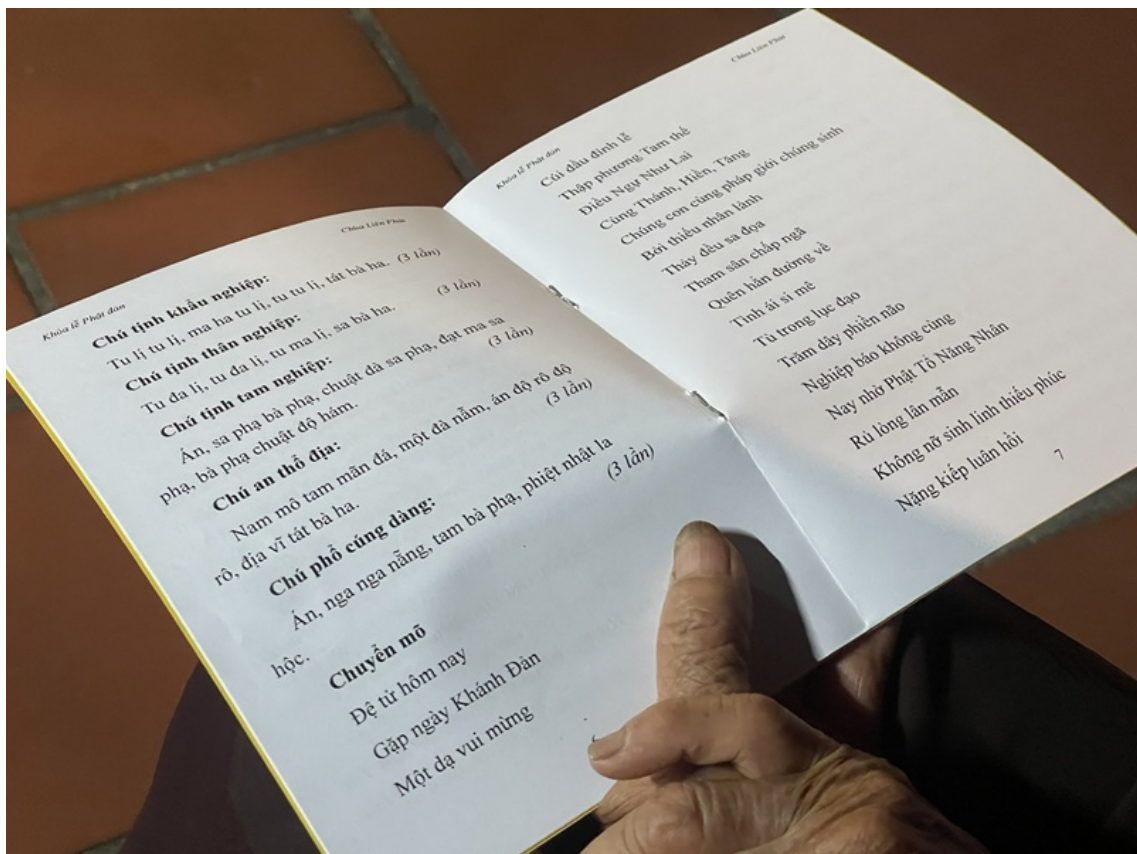 Khóa lễ Phật đản
Chùa Liên Phát
Chú tịnh khẩu nghiệp:
Tu lị tu lị, ma ha tu lị, tu tu lị, tát bà ha. (3 lần)
Chú tịnh thân nghiệp:
Tu đa lị, tu đa lị, tu ma lị, sa bà ha. (3 lần)
Chú tịnh tam nghiệp:
Án, sa phạ bà phạ, chuật đà sa phạ, đạt ma sa
phạ, bà phạ chuật độ hám. (3 lần)
Chú an thổ địa:
Nam mô tam mãn đá, một đà nẫm, án độ rô độ
rô, địa vĩ tát bà ha. (3 lần)
Chú phổ cúng dàng:
Án, nga nga nẵng, tam bà phạ, phiệt nhật la
hộc. (3 lần)
Chuyển mõ
Đệ tử hôm nay
Gặp ngày Khánh Đản
Một dạ vui mừng
Khóa lễ Phật đản
Chùa Liên Phát
Cúi đầu đỉnh lễ
Thập phương Tam thế
Điều Ngự Như Lai
Cùng Thánh, Hiền, Tăng
Chúng con cùng pháp giới chúng sinh
Bởi thiếu nhân lành
Thảy đều sa đọa
Tham sân chấp ngã
Quên hẳn đường về
Tình ái si mê
Tù trong lục đạo
Trăm dây phiền não
Nghiệp báo không cùng
Nay nhờ Phật Tổ Năng Nhân
Rủ lòng lân mẫn
Không nỡ sinh linh thiếu phúc
Nặng kiếp luân hồi
7